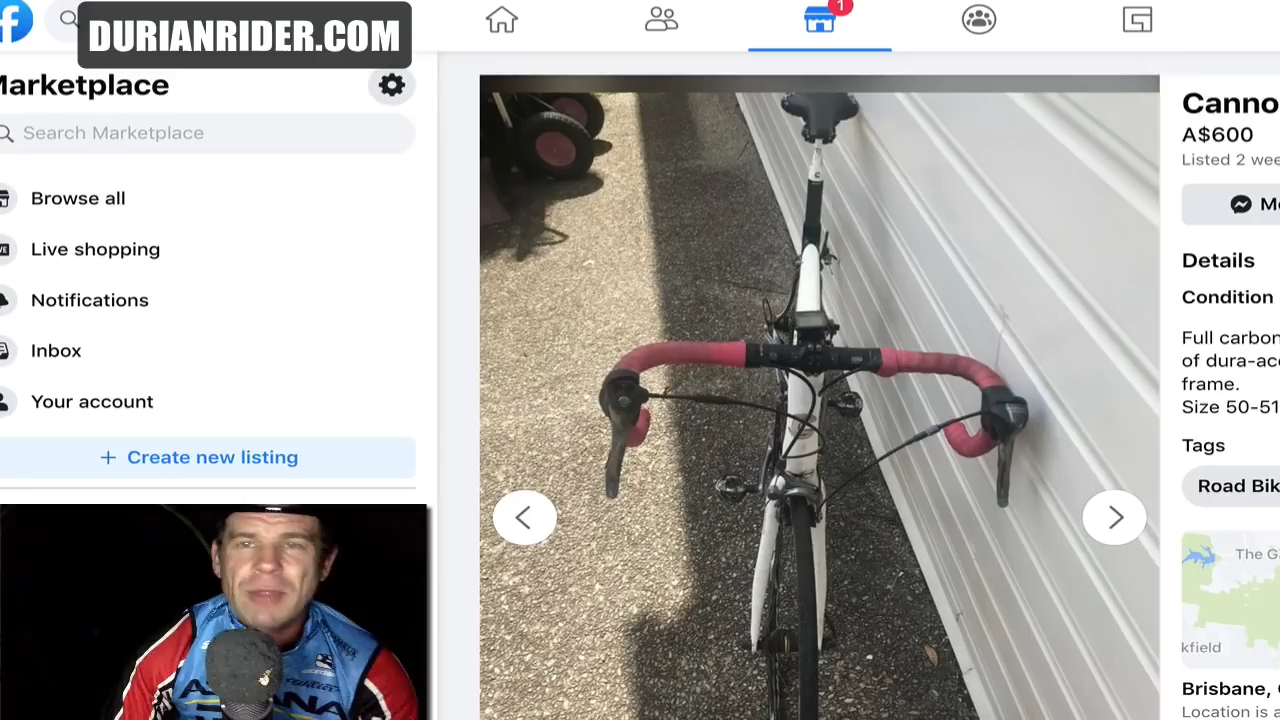 DURIANRIDER.COM
1
Marketplace
Search Marketplace
Browse all
Live shopping
Notifications
Inbox
Your account
+ Create new listing
Canno
A$600
Listed 2 wee
Details
Condition
Full carbon
of dura-ac
frame.
Size 50-51
Tags
Road Bik
The G
kfield
Brisbane,
Location is a